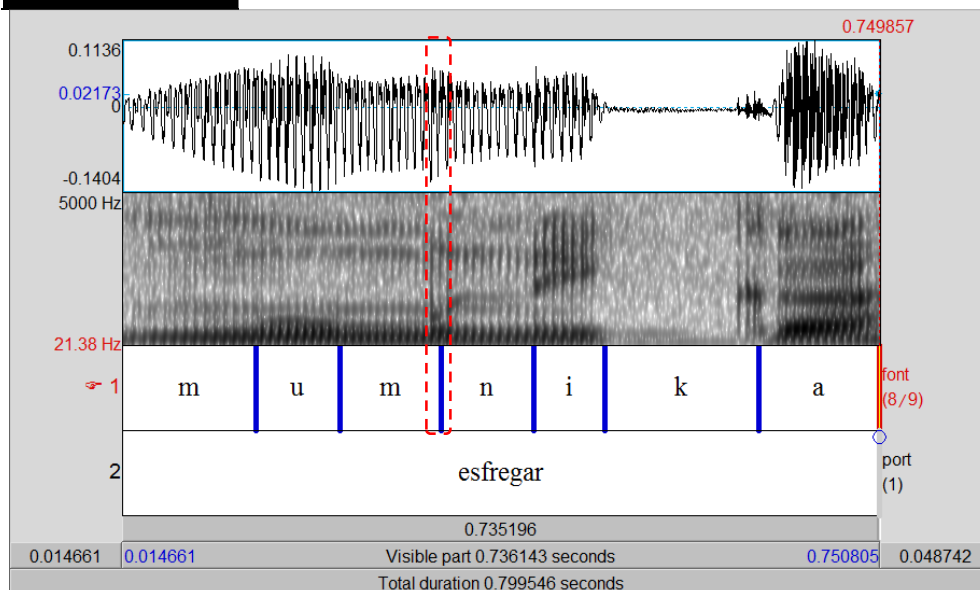 0.749857
0.1136
0.02173
0
-0.1404
5000 Hz
21.38 Hz
1 m u m n i k a font (8/9)
2 esfregar port (1)
0.735196
0.014661 0.014661 Visible part 0.736143 seconds 0.750805 0.048742
Total duration 0.799546 seconds